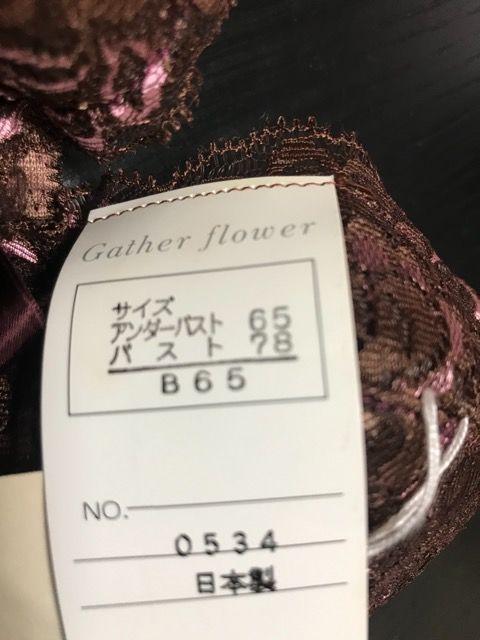 Gather flower
サイズ
アンダーバスト 65
バスト 78
B65
NO.
0534
日本製